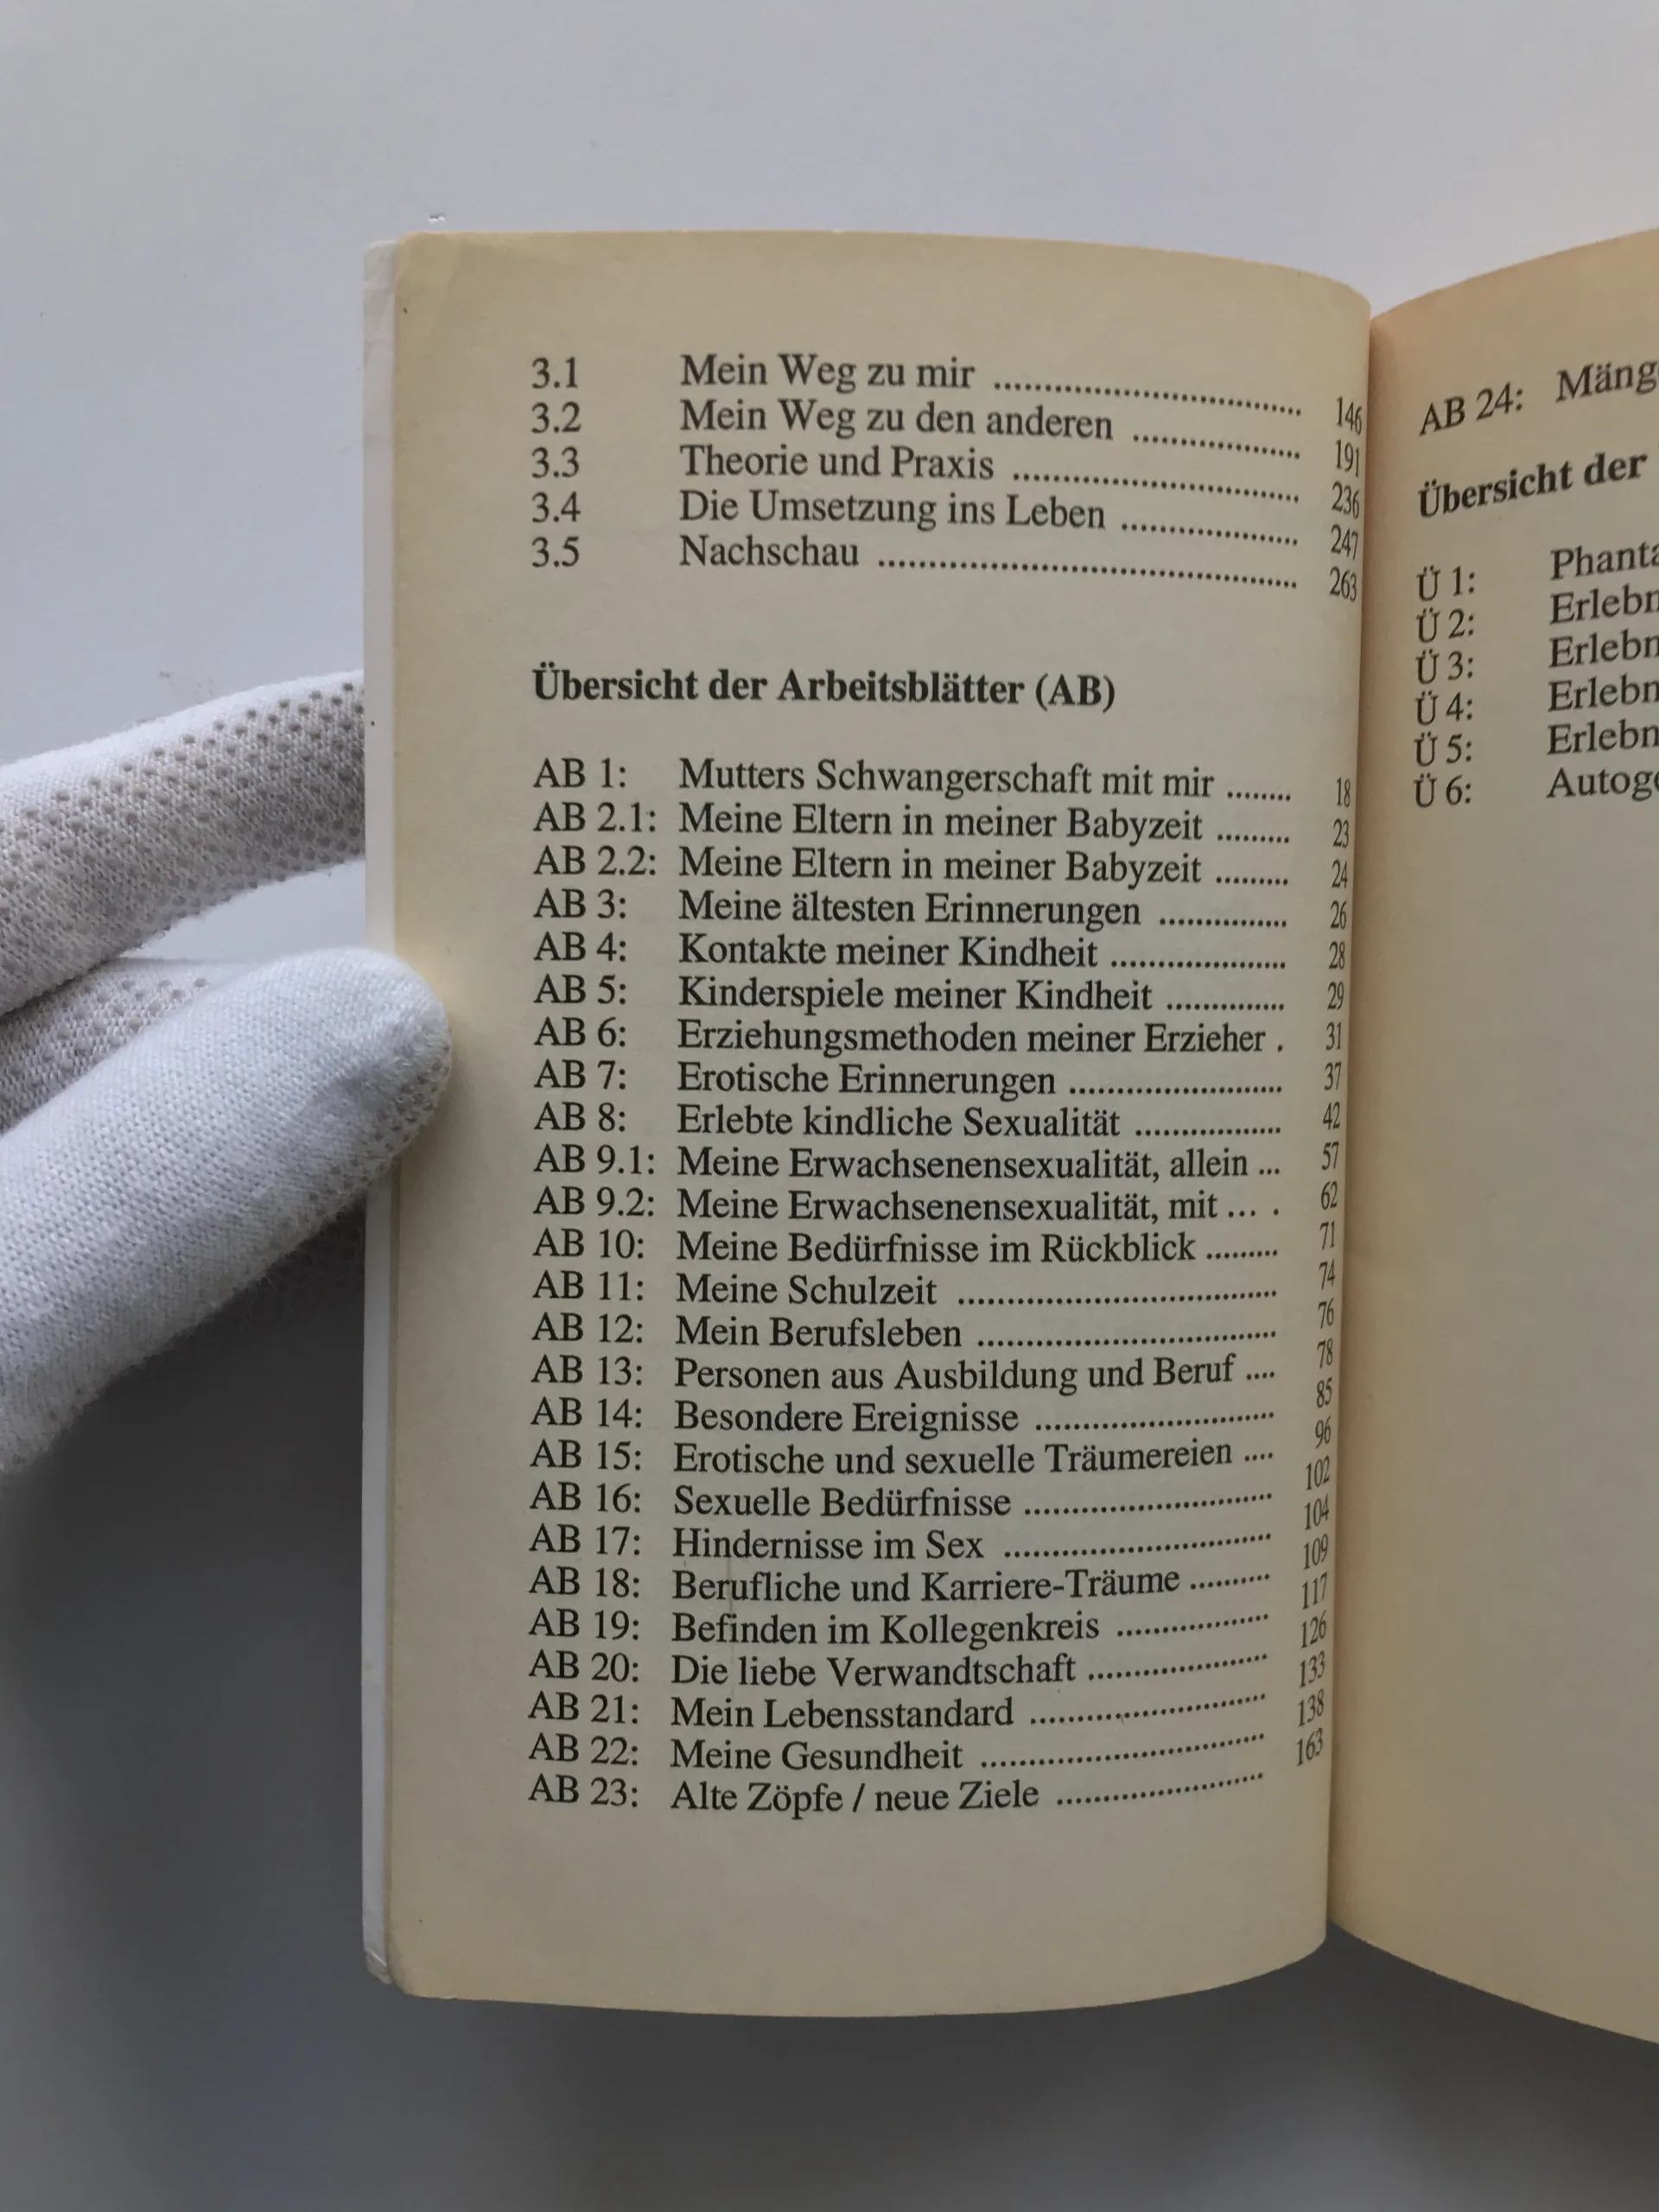 3.1 Mein Weg zu mir ........ 146
3.2 Mein Weg zu den anderen ........ 191
3.3 Theorie und Praxis ........ 236
3.4 Die Umsetzung ins Leben ........ 247
3.5 Nachschau ........ 263
Übersicht der Arbeitsblätter (AB)
AB 1: Mutters Schwangerschaft mit mir ........ 18
AB 2.1: Meine Eltern in meiner Babyzeit ........ 23
AB 2.2: Meine Eltern in meiner Babyzeit ........ 24
AB 3: Meine ältesten Erinnerungen ........ 26
AB 4: Kontakte meiner Kindheit ........ 28
AB 5: Kinderspiele meiner Kindheit ........ 29
AB 6: Erziehungsmethoden meiner Erzieher . 31
AB 7: Erotische Erinnerungen ........ 37
AB 8: Erlebte kindliche Sexualität ........ 42
AB 9.1: Meine Erwachsenensexualität, allein ... 57
AB 9.2: Meine Erwachsenensexualität, mit ... . 62
AB 10: Meine Bedürfnisse im Rückblick ........ 71
AB 11: Meine Schulzeit ........ 74
AB 12: Mein Berufsleben ........ 76
AB 13: Personen aus Ausbildung und Beruf .... 78
AB 14: Besondere Ereignisse ........ 85
AB 15: Erotische und sexuelle Träumereien .... 96
AB 16: Sexuelle Bedürfnisse ........ 102
AB 17: Hindernisse im Sex ........ 104
AB 18: Berufliche und Karriere-Träume ........ 109
AB 19: Befinden im Kollegenkreis ........ 117
AB 20: Die liebe Verwandtschaft ........ 126
AB 21: Mein Lebensstandard ........ 133
AB 22: Meine Gesundheit ........ 138
AB 23: Alte Zöpfe / neue Ziele ........ 163
AB 24: Mäng
Übersicht der
Ü 1: Phanta
Ü 2: Erlebn
Ü 3: Erlebn
Ü 4: Erlebn
Ü 5: Erlebn
Ü 6: Autog